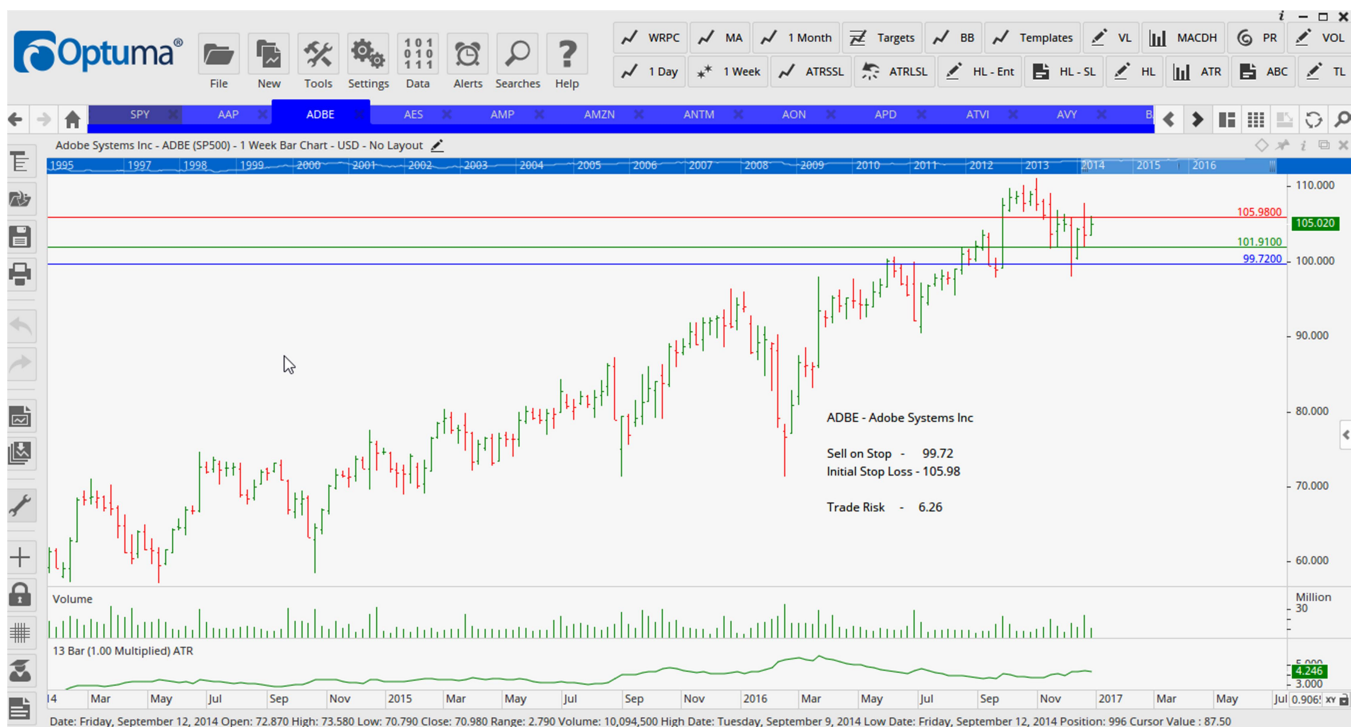 Optuma®
File New Tools Settings Data Alerts Searches Help
WRPC MA 1 Month Targets BB Templates VL MACDH PR VOL
1 Day 1 Week ATRSSL ATRLSL HL - Ent HL - SL HL ATR ABC TL
SPY AAP ADBE AES AMP AMZN ANTM AON APD ATVI AVY
Adobe Systems Inc - ADBE (SP500) - 1 Week Bar Chart - USD - No Layout
1995 1997 1998 1999 2000 2001 2002 2003 2004 2005 2006 2007 2008 2009 2010 2011 2012 2013 2014 2015 2016
110.000
105.9800
105.020
101.9100
100.000
99.7200
90.000
80.000
ADBE - Adobe Systems Inc
Sell on Stop - 99.72
Initial Stop Loss - 105.98
70.000
Trade Risk - 6.26
60.000
Volume
Million
30
13 Bar (1.00 Multiplied) ATR
5.000
4.246
3.000
14 Mar May Jul Sep Nov 2015 Mar May Jul Sep Nov 2016 Mar May Jul Sep Nov 2017 Mar May Jul 0.906 XY
Date: Friday, September 12, 2014 Open: 72.870 High: 73.580 Low: 70.790 Close: 70.980 Range: 2.790 Volume: 10,094,500 High Date: Tuesday, September 9, 2014 Low Date: Friday, September 12, 2014 Position: 996 Cursor Value : 87.50